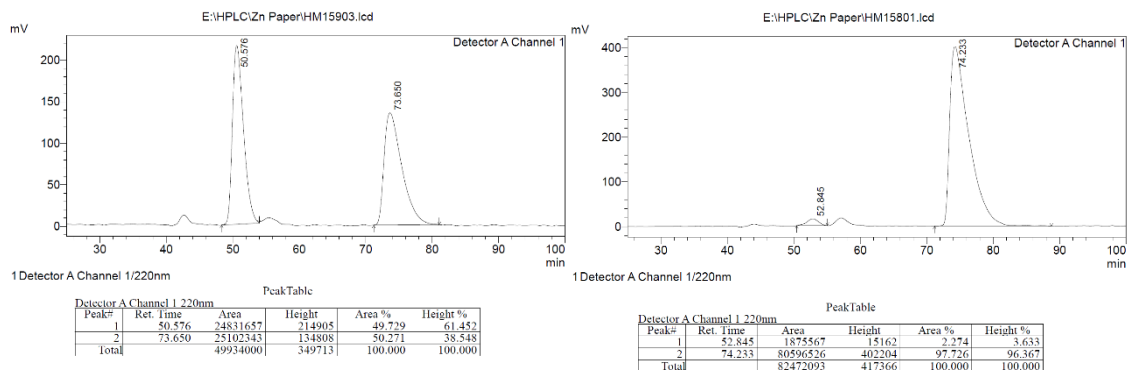 E:\HPLC\Zn Paper\HM15903.lcd
mV
Detector A Channel 1
50.576
73.650
200
150
100
50
0
30 40 50 60 70 80 90 100
min
1 Detector A Channel 1/220nm
PeakTable
Detector A Channel 1 220nm
Peak# Ret. Time Area Height Area % Height %
1 50.576 24831657 214905 49.729 61.452
2 73.650 25102343 134808 50.271 38.548
Total 49934000 349713 100.000 100.000
E:\HPLC\Zn Paper\HM15801.lcd
mV
Detector A Channel 1
74.233
52.845
400
300
200
100
0
30 40 50 60 70 80 90 100
min
1 Detector A Channel 1/220nm
PeakTable
Detector A Channel 1 220nm
Peak# Ret. Time Area Height Area % Height %
1 52.845 1875567 15162 2.274 3.633
2 74.233 80596526 402204 97.726 96.367
Total 82472093 417366 100.000 100.000